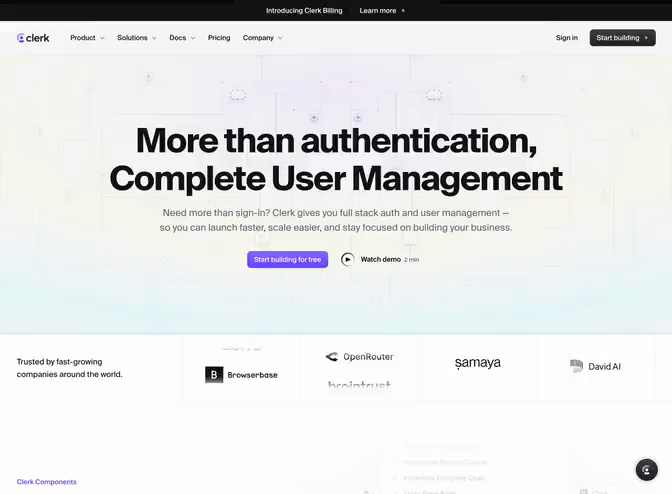 Introducing Clerk Billing Learn more
clerk Product Solutions Docs Pricing Company Sign in Start building
More than authentication,
Complete User Management
Need more than sign-in? Clerk gives you full stack auth and user management –
so you can launch faster, scale easier, and stay focused on building your business.
Start building for free Watch demo 2 min
Trusted by fast-growing
companies around the world.
Browserbase
OpenRouter
braintrust
ṣamaya
David AI
Clerk Components